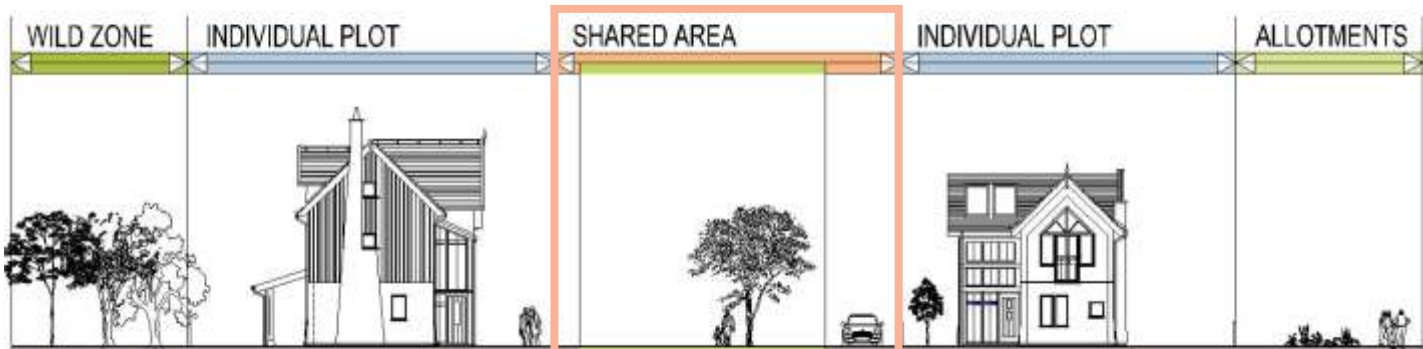 WILD ZONE
INDIVIDUAL PLOT
SHARED AREA
INDIVIDUAL PLOT
ALLOTMENTS